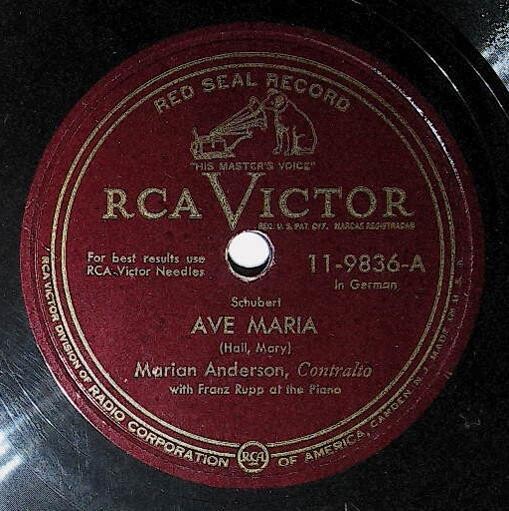 RED SEAL RECORD
"HIS MASTER'S VOICE"
RCA VICTOR
REG. U. S. PAT. OFF. MARCAS REGISTRADAS
For best results use
RCA-Victor Needles
11-9836-A
In German
Schubert
AVE MARIA
(Hail, Mary)
Marian Anderson, Contralto
with Franz Rupp at the Piano
RCA VICTOR DIVISION OF RADIO CORPORATION RCA OF AMERICA, CAMDEN, N.J. MADE IN U.S.A.